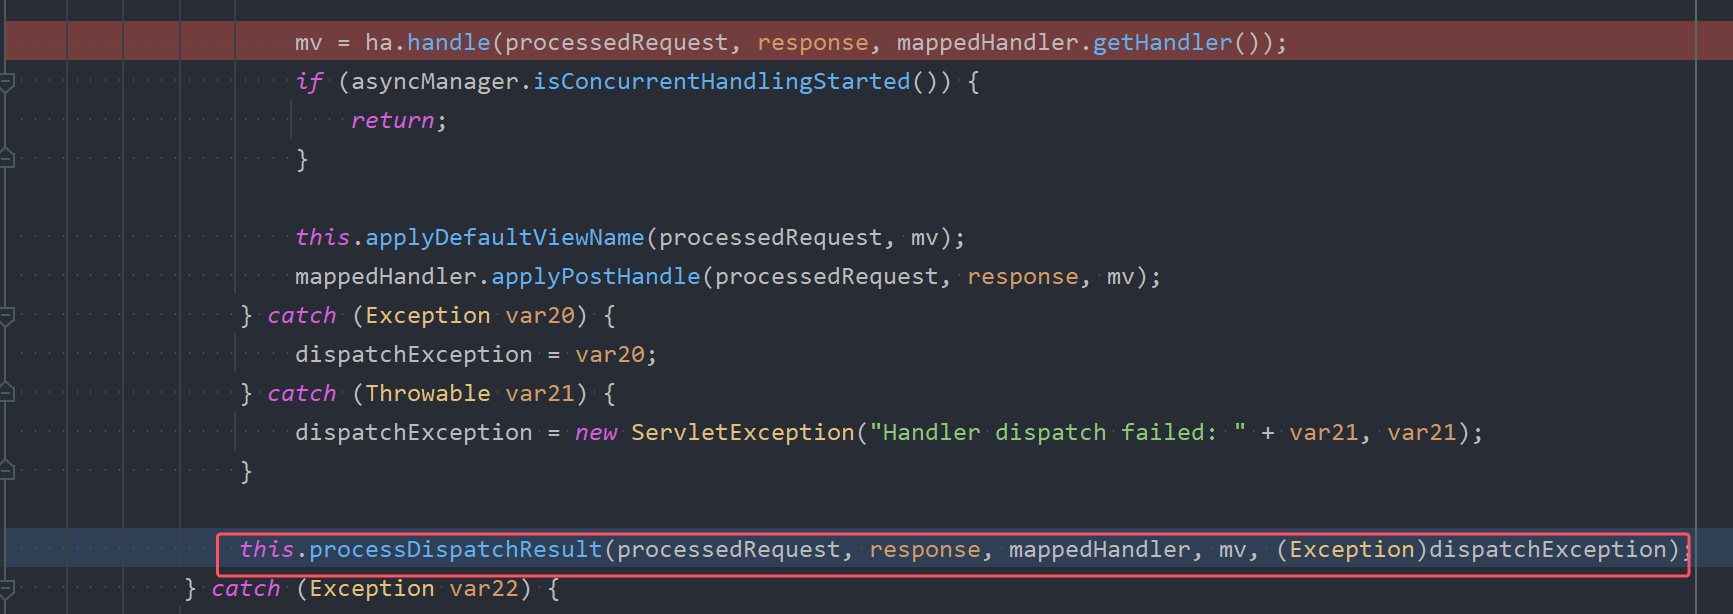 mv = ha.handle(processedRequest, response, mappedHandler.getHandler());
if (asyncManager.isConcurrentHandlingStarted()) {
return;
}
this.applyDefaultViewName(processedRequest, mv);
mappedHandler.applyPostHandle(processedRequest, response, mv);
} catch (Exception var20) {
dispatchException = var20;
} catch (Throwable var21) {
dispatchException = new ServletException("Handler dispatch failed: " + var21, var21);
}
this.processDispatchResult(processedRequest, response, mappedHandler, mv, (Exception)dispatchException);
} catch (Exception var22) {